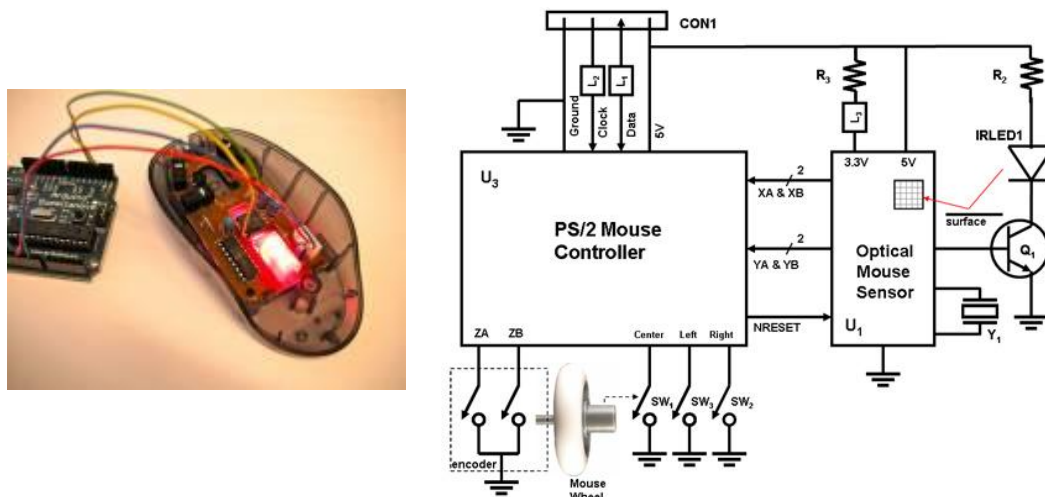 CON1
L₂
L₁
Ground
Clock
Data
5V
R₃
L₃
R₂
IRLED1
3.3V
5V
U₃
PS/2 Mouse
Controller
2
XA & XB
2
YA & YB
NRESET
surface
Optical
Mouse
Sensor
U₁
Q₁
Y₁
ZA
ZB
Center
Left
Right
SW₁
SW₃
SW₂
encoder
Mouse
Wheel